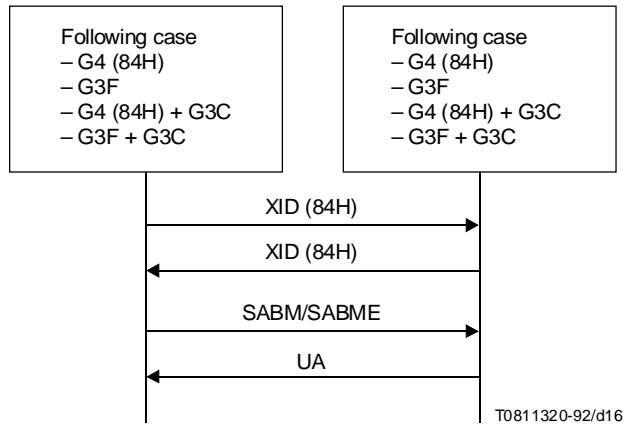 Following case
– G4 (84H)
– G3F
– G4 (84H) + G3C
– G3F + G3C
Following case
– G4 (84H)
– G3F
– G4 (84H) + G3C
– G3F + G3C
XID (84H)
XID (84H)
SABM/SABME
UA
T0811320-92/d16